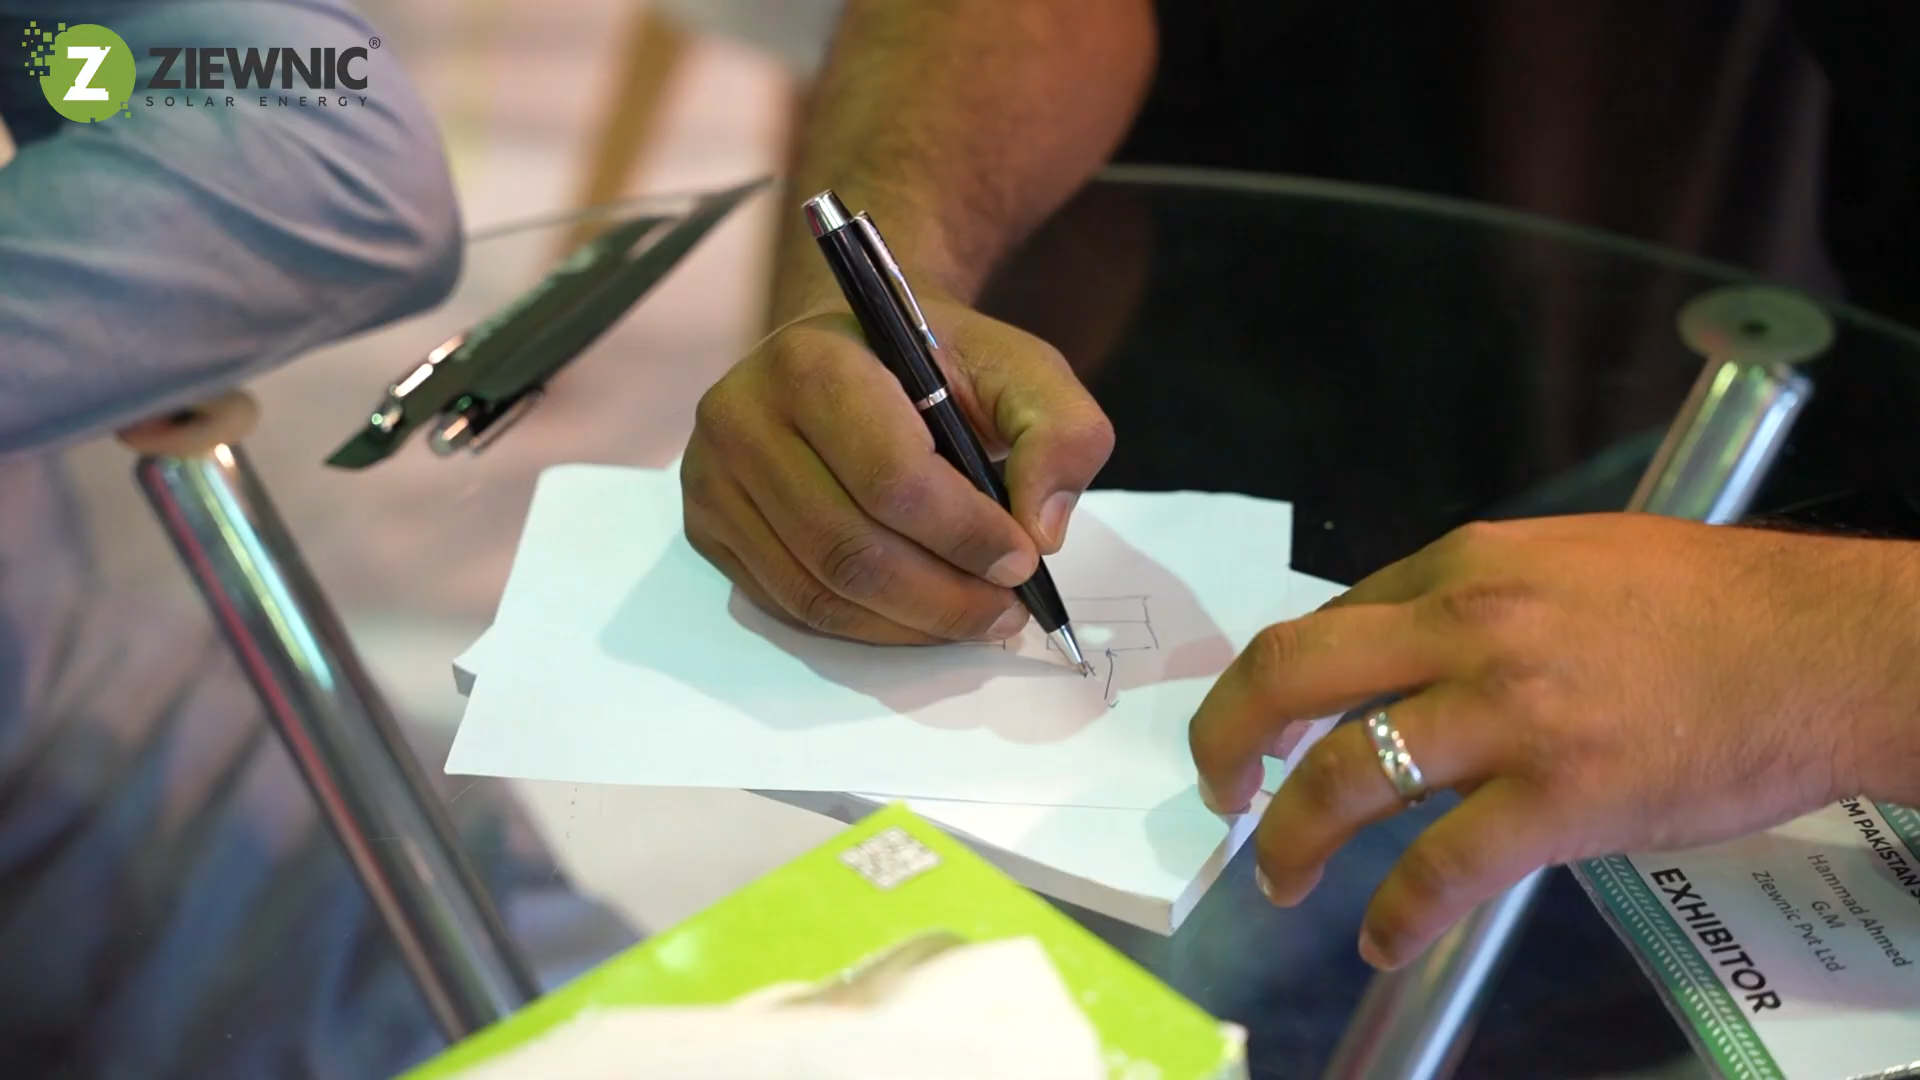 ZIEWNIC®
SOLAR ENERGY
EM PAKISTAN S
Hammad Ahmed
G.M
Ziewnic Pvt Ltd
EXHIBITOR